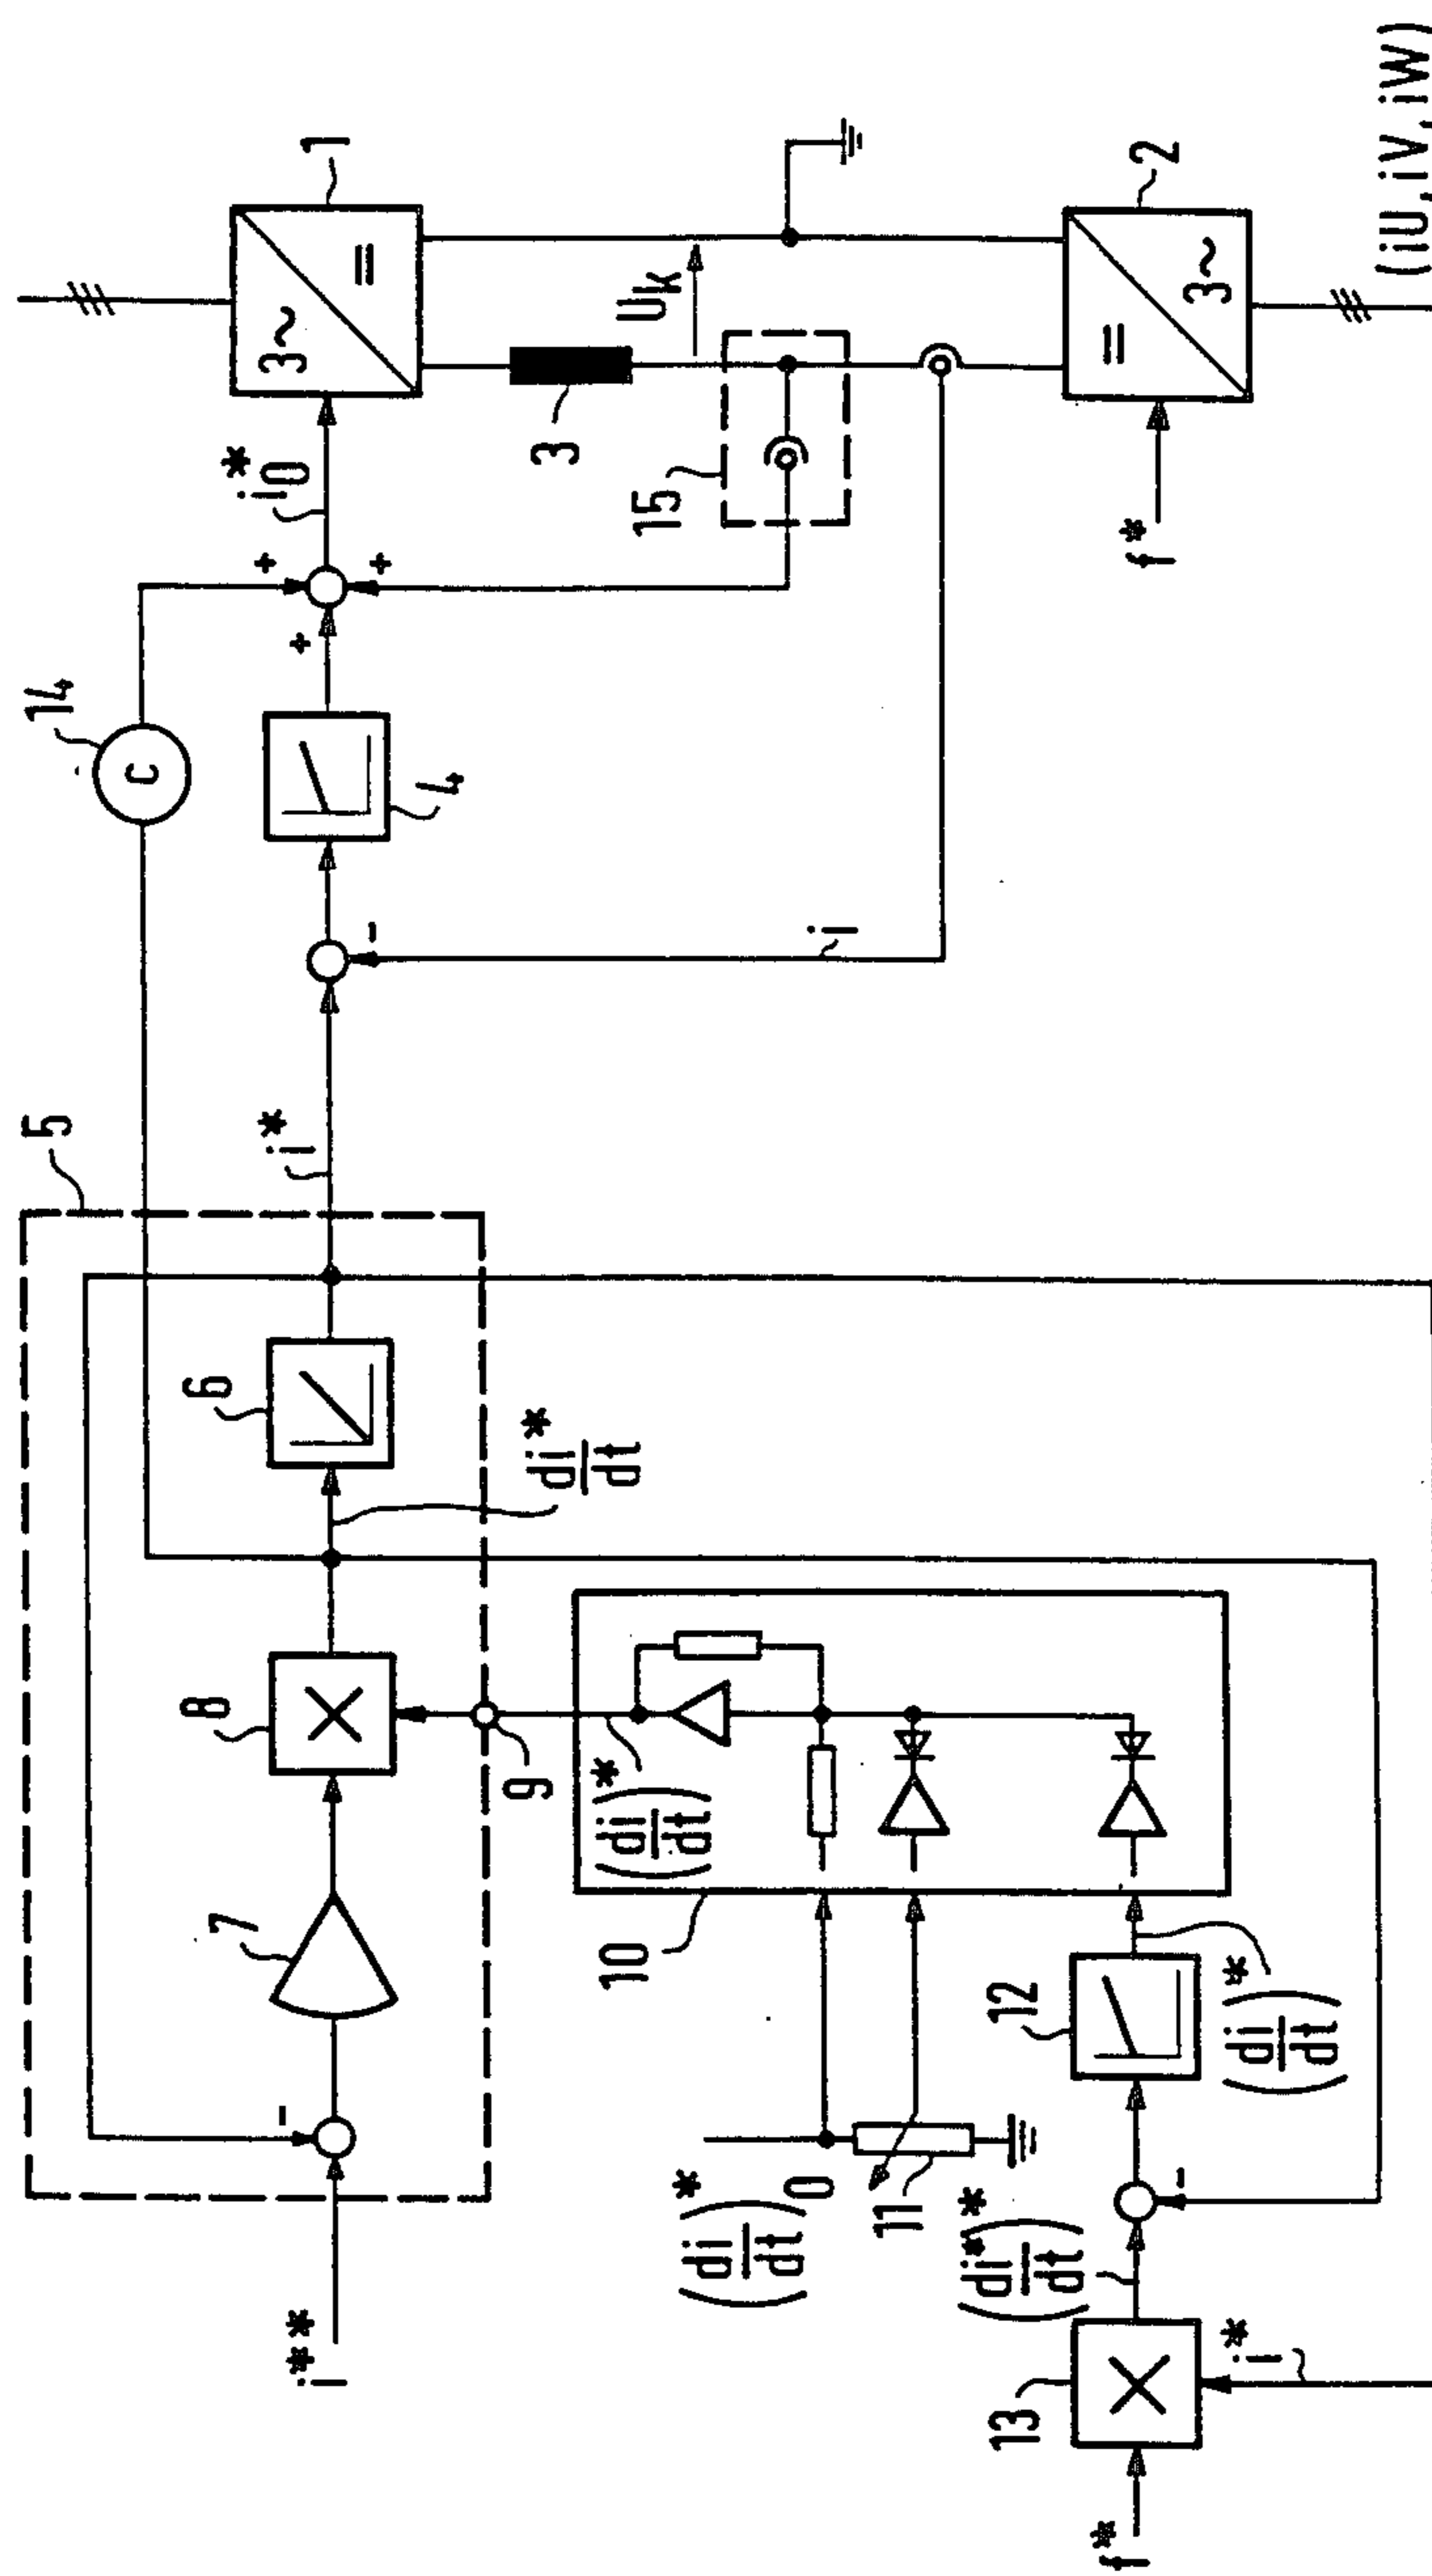 5
14
i**
7
8
6
i*
4
i0*
3~
=
1
di*
dt
9
(di/dt)*
10
3
Uk
15
i
(di/dt)*0
11
12
(di/dt)*
(di*/dt)*
13
i*
f*
f*
=
3~
2
(iU, iV, iW)
c
+
+
+
-
-
-
-